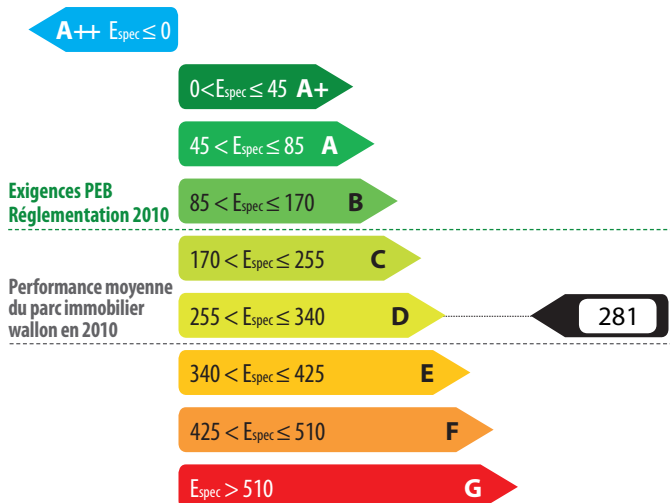 A++ Espec ≤ 0
0<Espec ≤ 45 A+
45 < Espec ≤ 85 A
Exigences PEB
Réglementation 2010
85 < Espec ≤ 170 B
170 < Espec ≤ 255 C
Performance moyenne
du parc immobilier
wallon en 2010
255 < Espec ≤ 340 D
281
340 < Espec ≤ 425 E
425 < Espec ≤ 510 F
Espec > 510 G